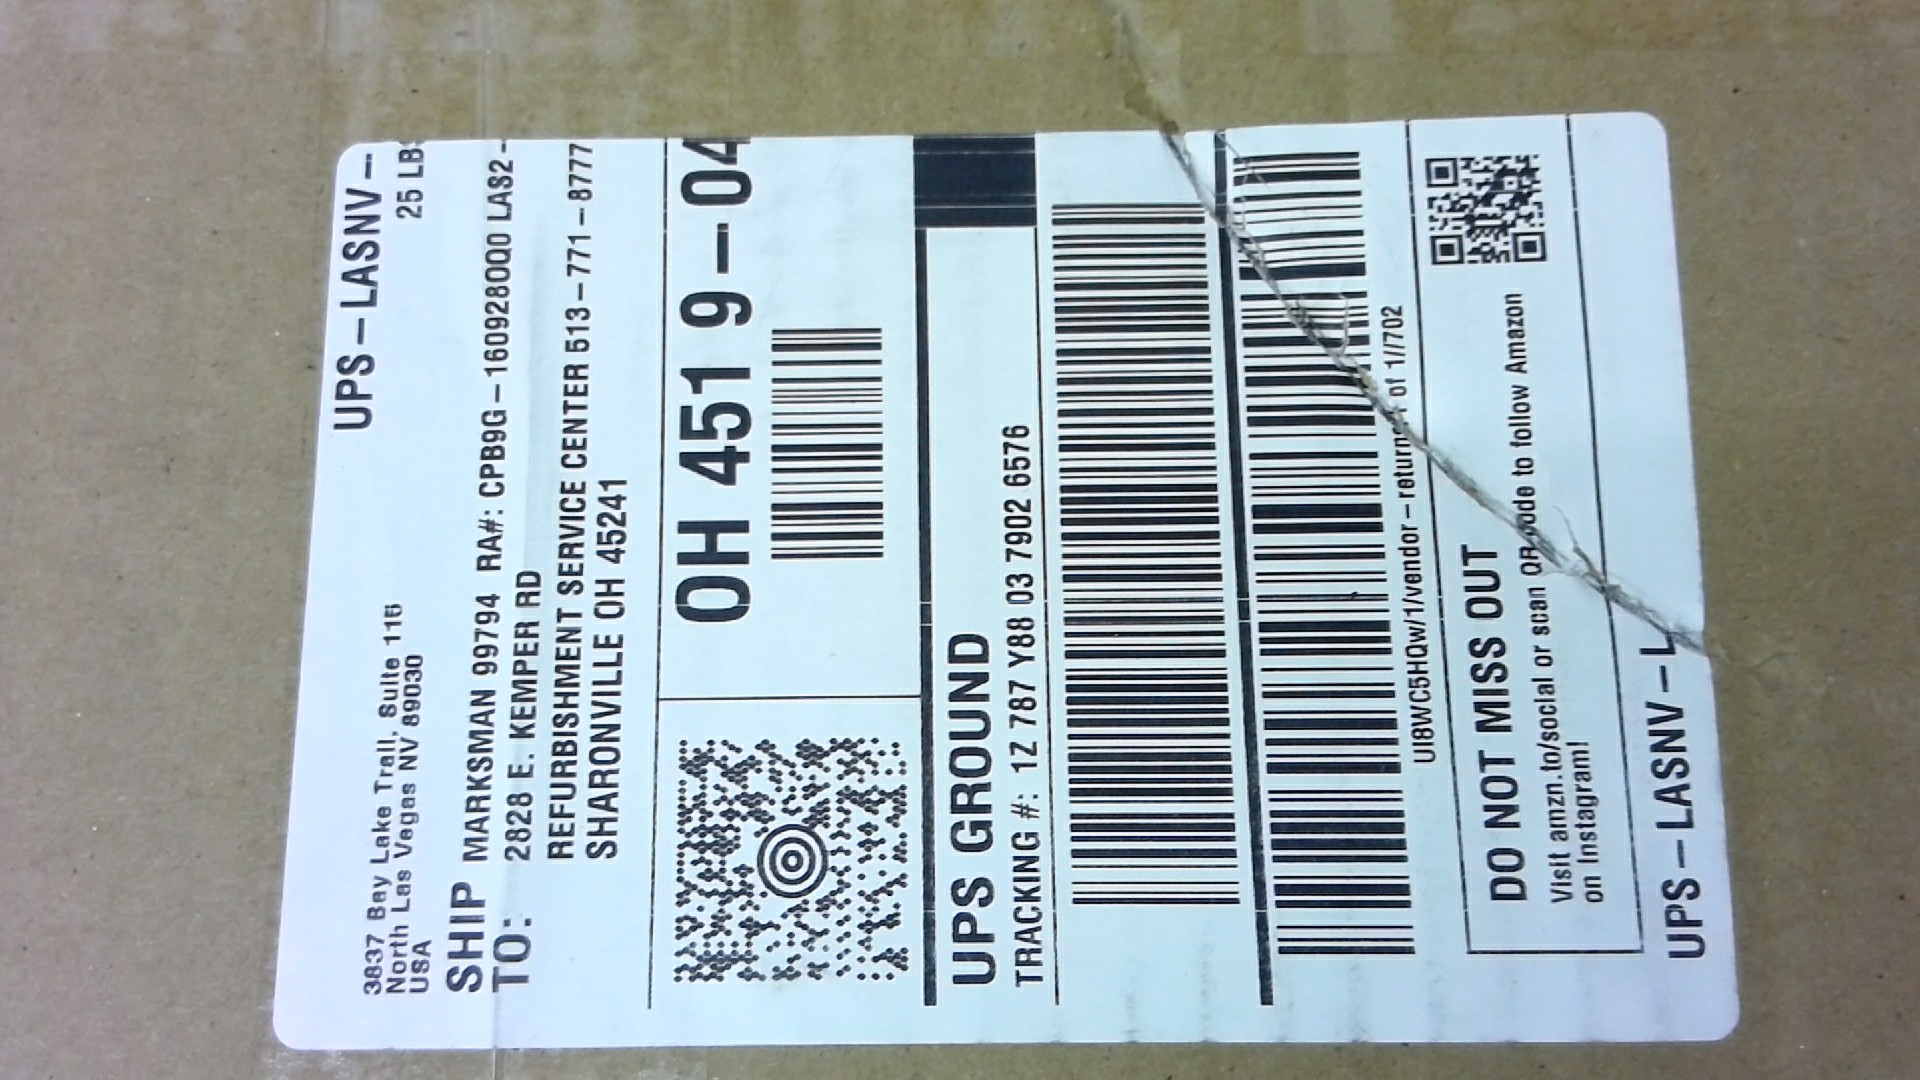 UPS-LASNV-
25 LBS
3837 Bay Lake Trail, Suite 115
North Las Vegas NV 89030
USA
SHIP TO:
MARKSMAN 99794 RA#: CPB9G-1609280QQ LAS2-
2828 E. KEMPER RD
REFURBISHMENT SERVICE CENTER 513-771-8777
SHARONVILLE OH 45241
OH 451 9-04
UPS GROUND
TRACKING #: 1Z 787 Y88 03 7902 6576
UI8WC5HQw/1/vendor-returns of 1//702
DO NOT MISS OUT
Visit amzn.to/social or scan QR code to follow Amazon
on Instagram!
UPS-LASNV-L